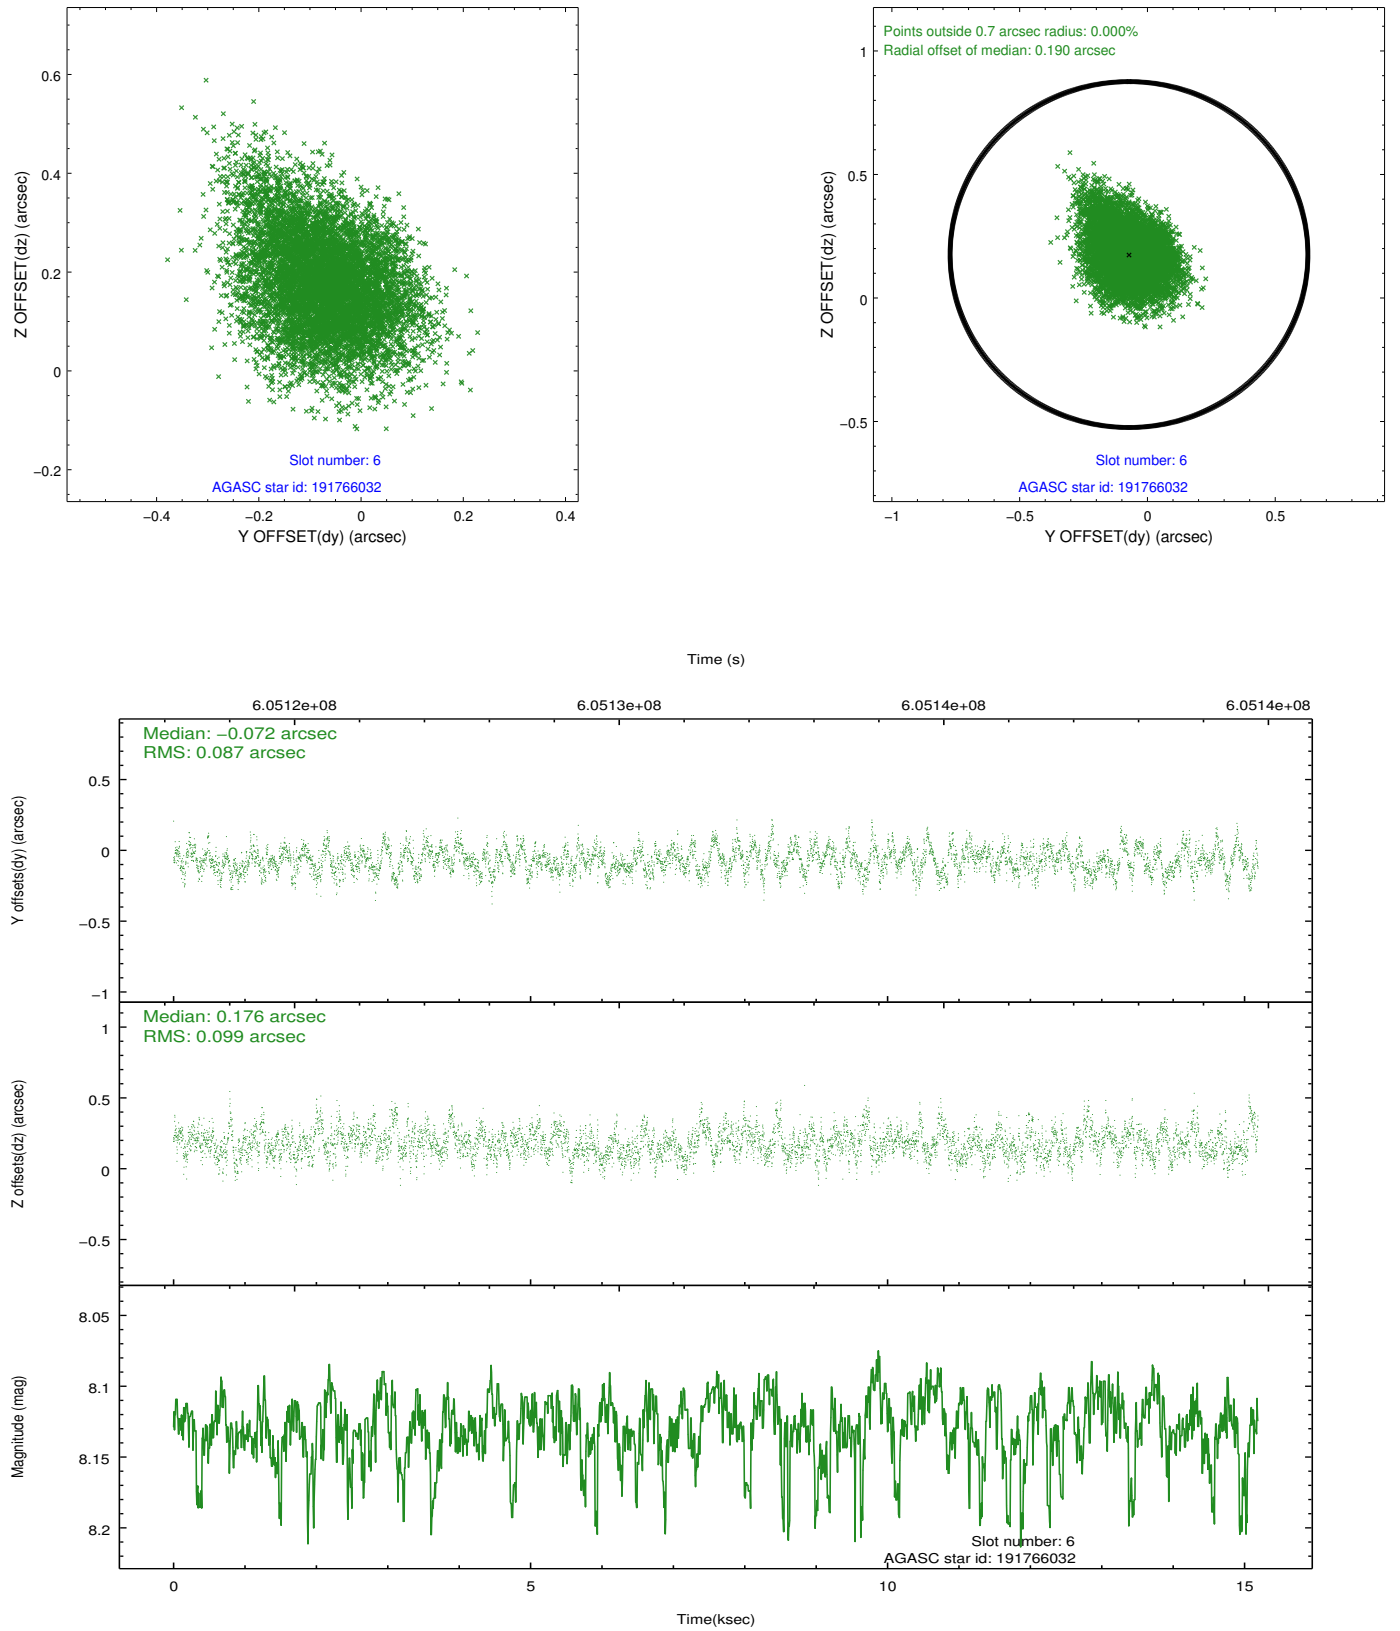 0.6
0.4
0.2
0
−0.2
Z OFFSET(dz) (arcsec)
Slot number: 6
AGASC star id: 191766032
−0.4 −0.2 0 0.2 0.4
Y OFFSET(dy) (arcsec)
Points outside 0.7 arcsec radius: 0.000%
Radial offset of median: 0.190 arcsec
1
0.5
0
−0.5
Z OFFSET(dz) (arcsec)
Slot number: 6
AGASC star id: 191766032
−1 −0.5 0 0.5
Y OFFSET(dy) (arcsec)
Time (s)
6.0512e+08 6.0513e+08 6.0514e+08 6.0514e+08
Median: −0.072 arcsec
RMS: 0.087 arcsec
0.5
0
−0.5
−1
Y offsets(dy) (arcsec)
Median: 0.176 arcsec
RMS: 0.099 arcsec
1
0.5
0
−0.5
Z offsets(dz) (arcsec)
8.05
8.1
8.15
8.2
Magnitude (mag)
Slot number: 6
AGASC star id: 191766032
0 5 10 15
Time(ksec)